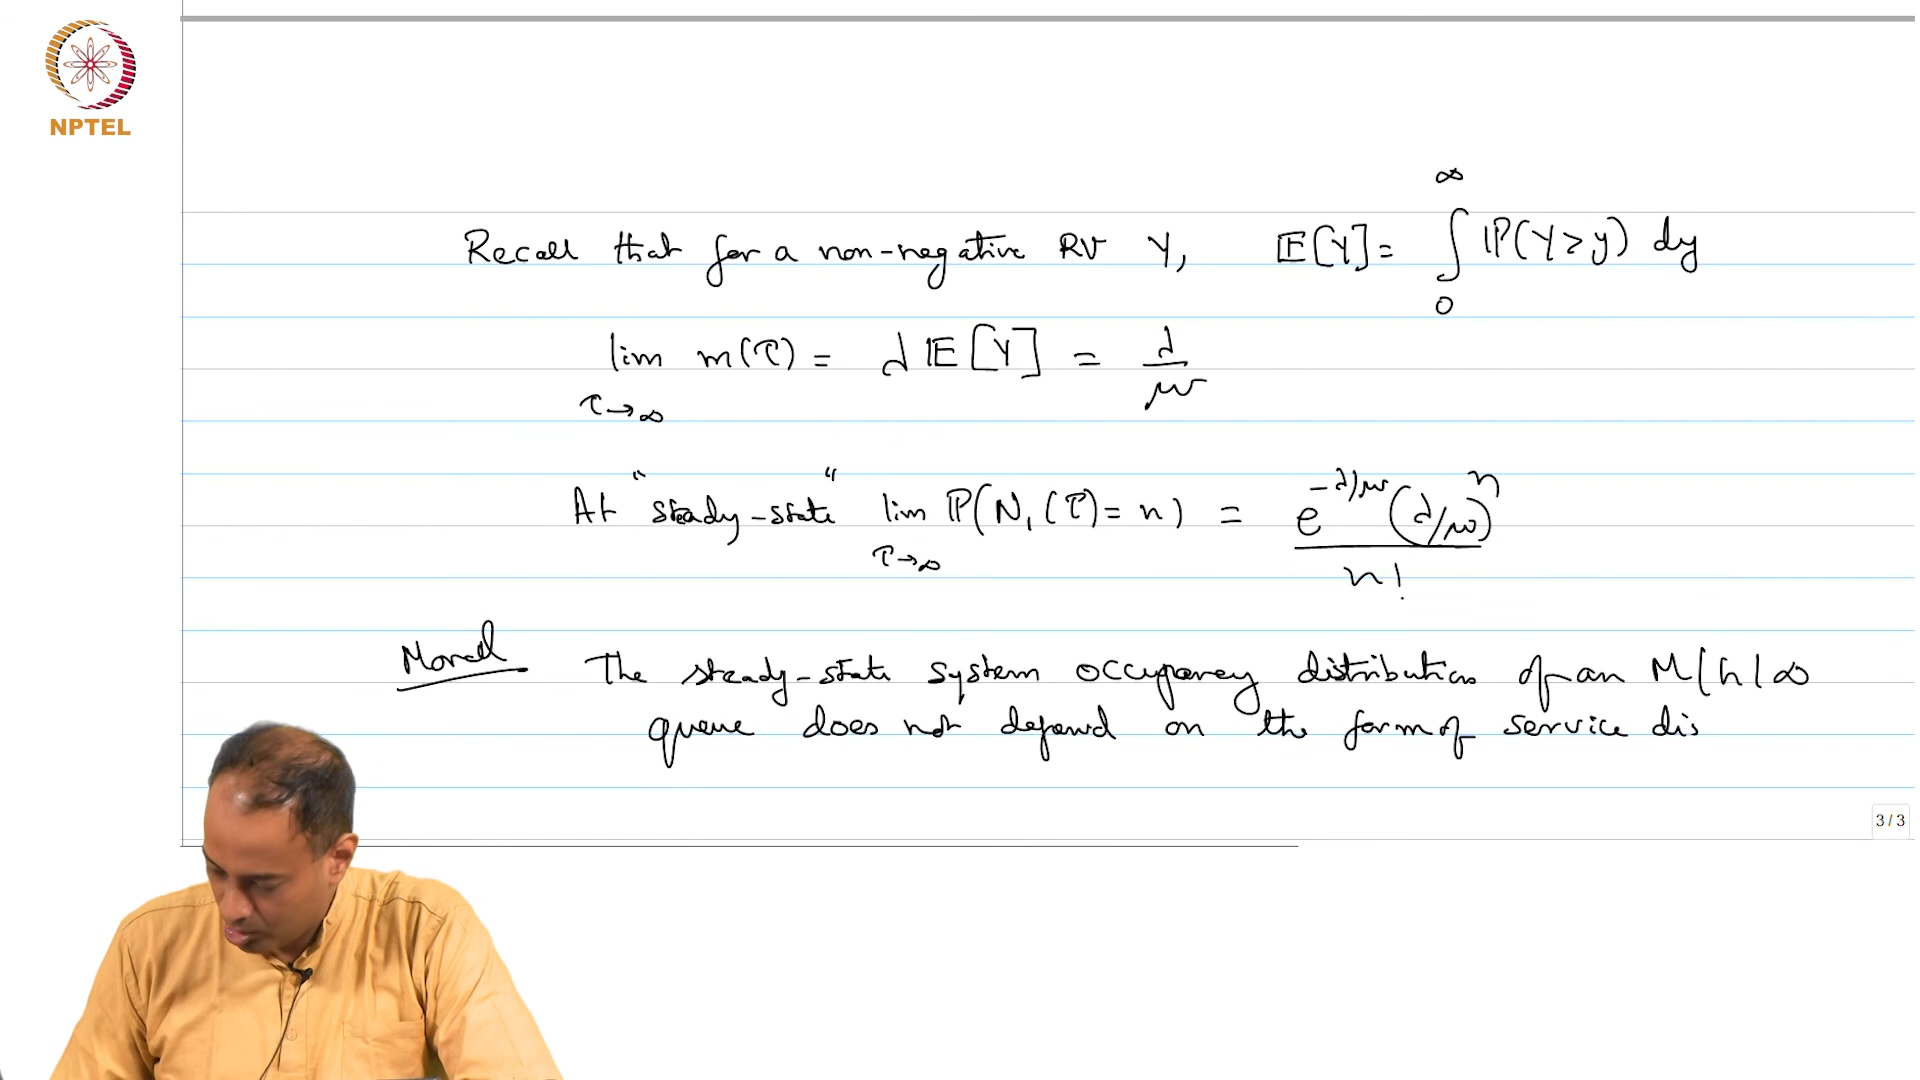 NPTEL
Recall that for a non-negative RV Y, 𝔼[Y] = ∫₀^∞ ℙ(Y>y) dy
lim m(τ) = λ𝔼[Y] = λ/μ
τ→∞
At "steady-state" lim ℙ(N₁(τ) = n) = e^(-λ/μ) (λ/μ)^n / n!
τ→∞
Moral The steady-state system occupancy distribution of an M/G/∞
queue does not depend on the form of service dis
3 / 3